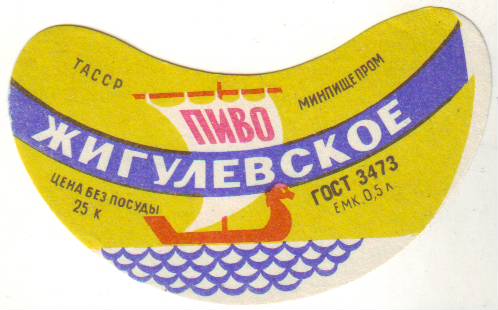 ТАССР
МИНПИЩЕПРОМ
ПИВО
ЖИГУЛЕВСКОЕ
ЦЕНА БЕЗ ПОСУДЫ
25 К
ГОСТ 3473
ЕМК. 0,5 Л